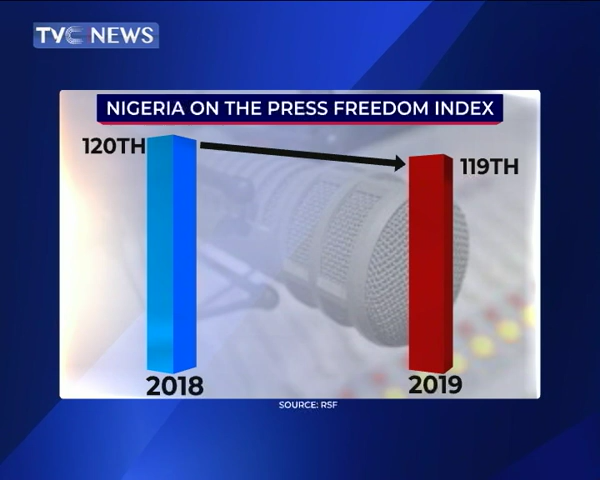 TVC NEWS
NIGERIA ON THE PRESS FREEDOM INDEX
120TH
119TH
2018
2019
SOURCE: RSF